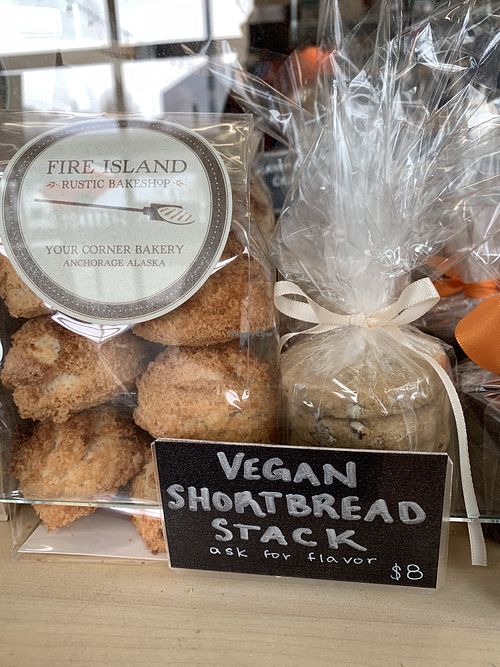 FIRE ISLAND
RUSTIC BAKESHOP
YOUR CORNER BAKERY
ANCHORAGE ALASKA
VEGAN
SHORTBREAD
STACK
ask for flavor
$8